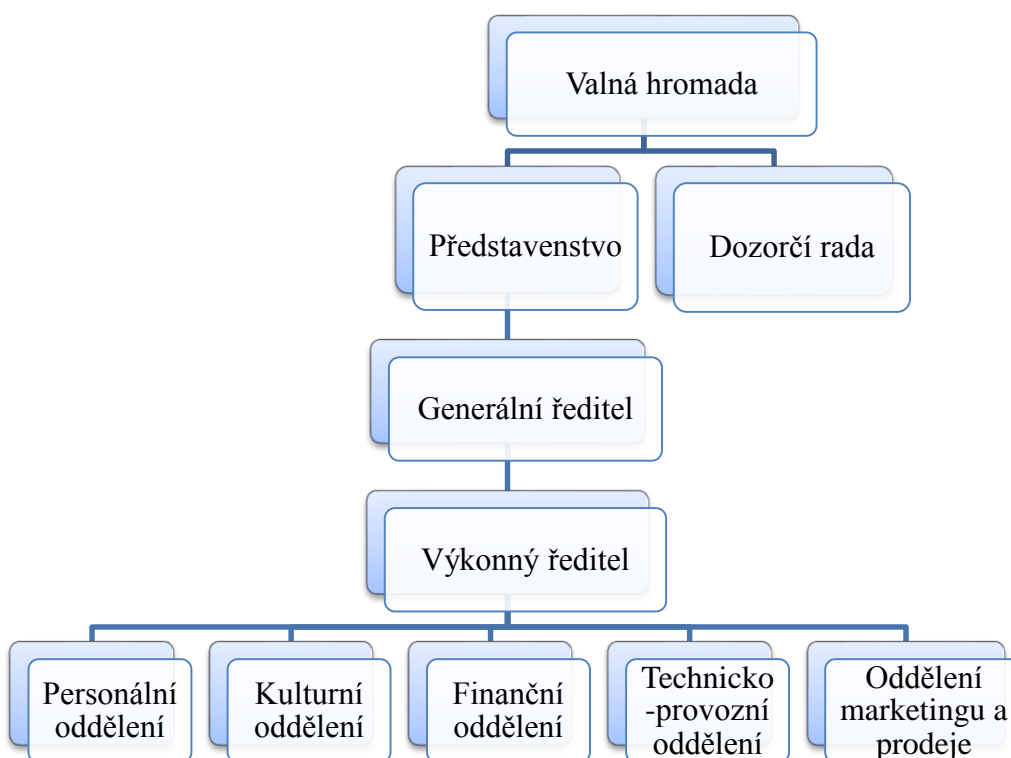 Valná hromada
Představenstvo
Dozorčí rada
Generální ředitel
Výkonný ředitel
Personální
oddělení
Kulturní
oddělení
Finanční
oddělení
Technicko
-provozní
oddělení
Oddělení
marketingu a
prodeje